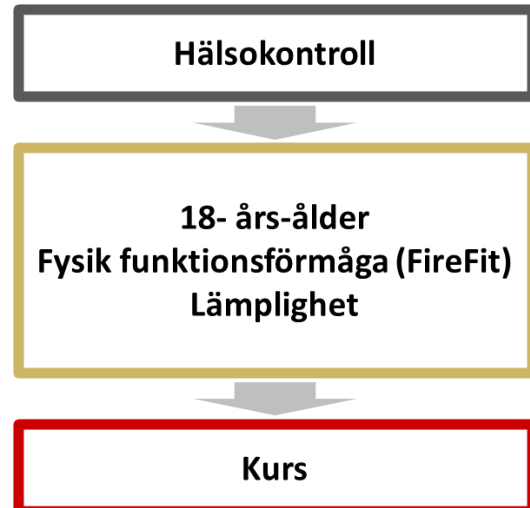 Hälsokontroll
18- års-ålder
Fysik funktionsförmåga (FireFit)
Lämplighet
Kurs